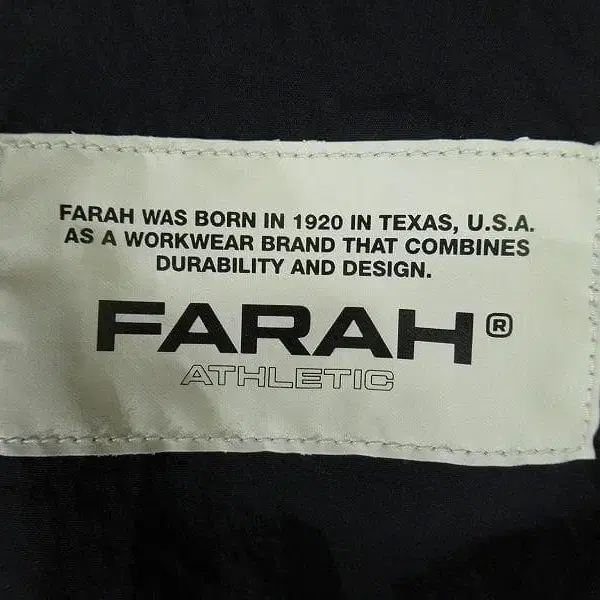 FARAH WAS BORN IN 1920 IN TEXAS, U.S.A.
AS A WORKWEAR BRAND THAT COMBINES
DURABILITY AND DESIGN.
FARAH®
ATHLETIC